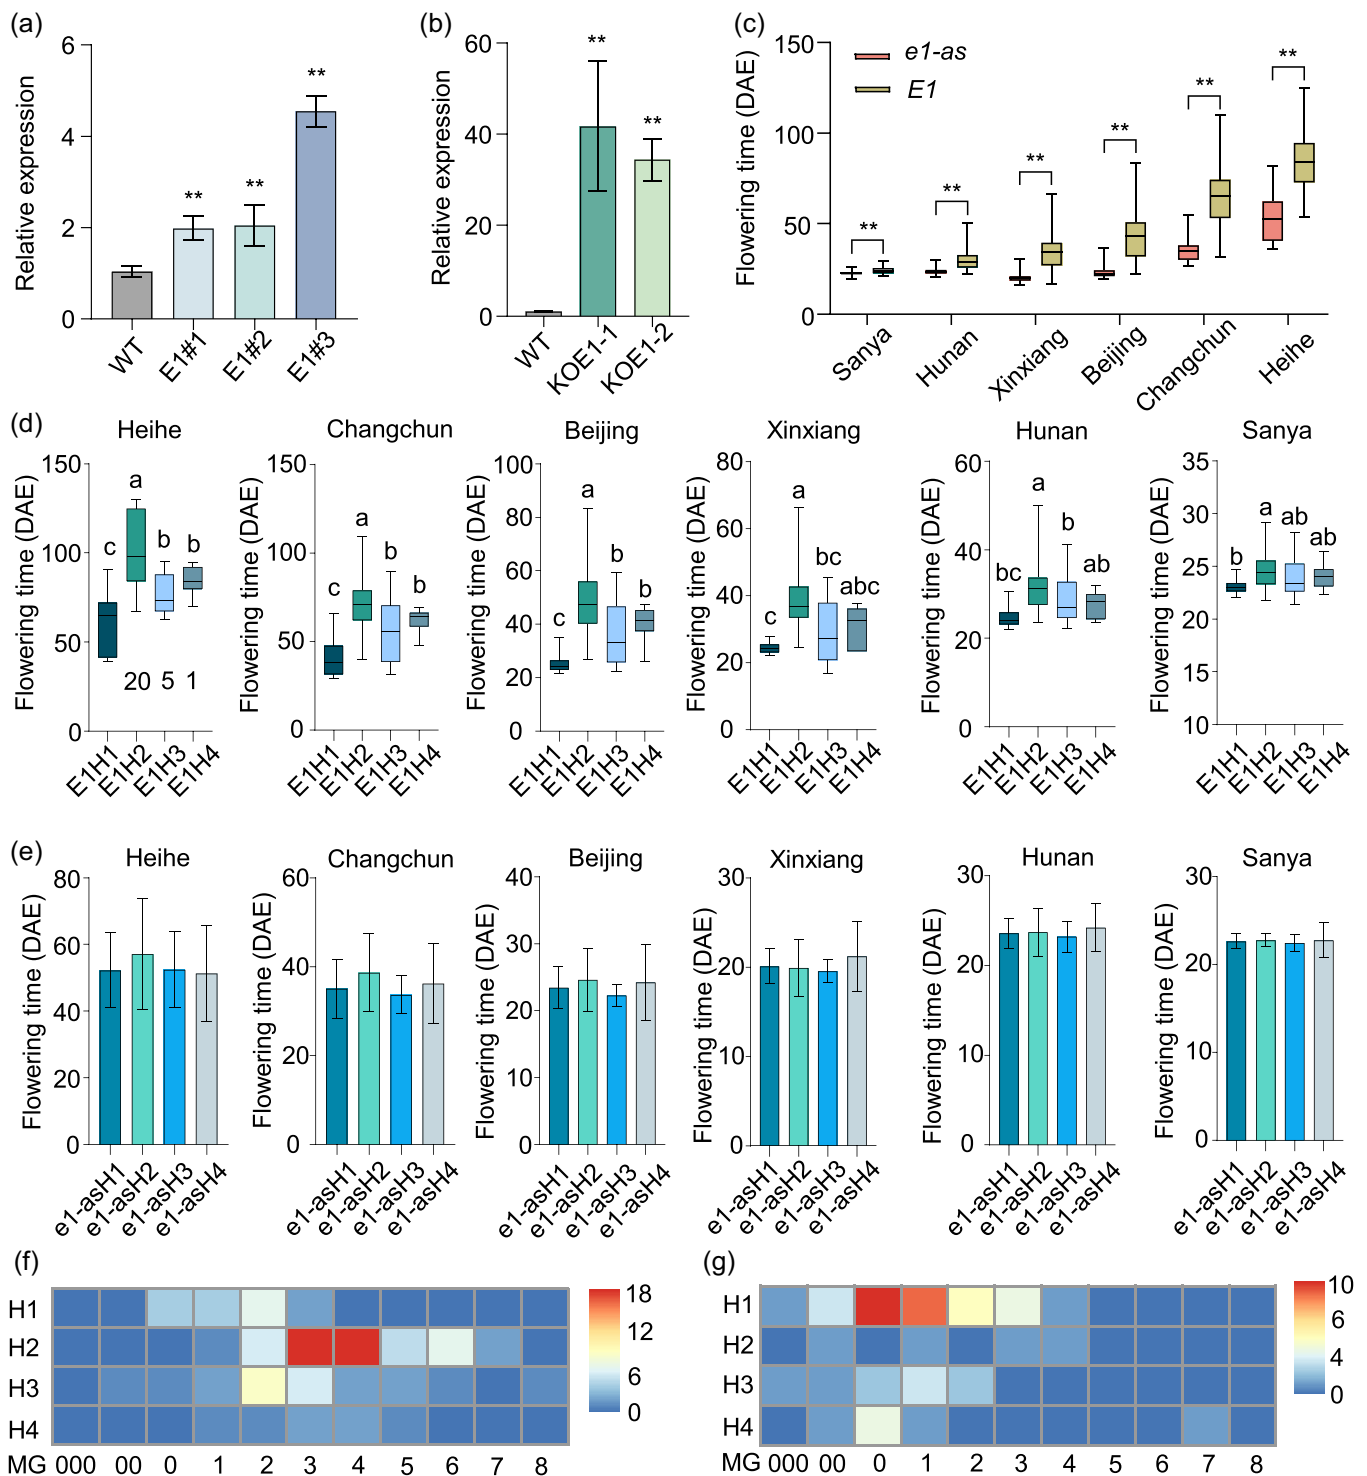 (a)
Relative expression
6
4
2
0
**
**
**
WT
E1#1
E1#2
E1#3
(b)
Relative expression
60
40
20
0
**
**
WT
KOE1-1
KOE1-2
(c)
Flowering time (DAE)
150
100
50
0
e1-as
E1
**
**
**
**
**
**
Sanya
Hunan
Xinxiang
Beijing
Changchun
Heihe
(d)
Heihe
Flowering time (DAE)
150
100
50
0
c
a
b
b
20 5 1
E1H1
E1H2
E1H3
E1H4
Changchun
Flowering time (DAE)
150
100
50
0
c
a
b
b
E1H1
E1H2
E1H3
E1H4
Beijing
Flowering time (DAE)
100
80
60
40
20
0
c
a
b
b
E1H1
E1H2
E1H3
E1H4
Xinxiang
Flowering time (DAE)
80
60
40
20
0
c
a
bc
abc
E1H1
E1H2
E1H3
E1H4
Hunan
Flowering time (DAE)
60
40
20
0
bc
a
b
ab
E1H1
E1H2
E1H3
E1H4
Sanya
Flowering time (DAE)
35
30
25
20
15
10
b
a
ab
ab
E1H1
E1H2
E1H3
E1H4
(e)
Heihe
Flowering time (DAE)
80
60
40
20
0
e1-asH1
e1-asH2
e1-asH3
e1-asH4
Changchun
Flowering time (DAE)
60
40
20
0
e1-asH1
e1-asH2
e1-asH3
e1-asH4
Beijing
Flowering time (DAE)
40
30
20
10
0
e1-asH1
e1-asH2
e1-asH3
e1-asH4
Xinxiang
Flowering time (DAE)
30
20
10
0
e1-asH1
e1-asH2
e1-asH3
e1-asH4
Hunan
Flowering time (DAE)
30
20
10
0
e1-asH1
e1-asH2
e1-asH3
e1-asH4
Sanya
Flowering time (DAE)
30
20
10
0
e1-asH1
e1-asH2
e1-asH3
e1-asH4
(f)
H1
H2
H3
H4
MG 000 00 0 1 2 3 4 5 6 7 8
18
12
6
0
(g)
H1
H2
H3
H4
MG 000 00 0 1 2 3 4 5 6 7 8
10
6
4
0